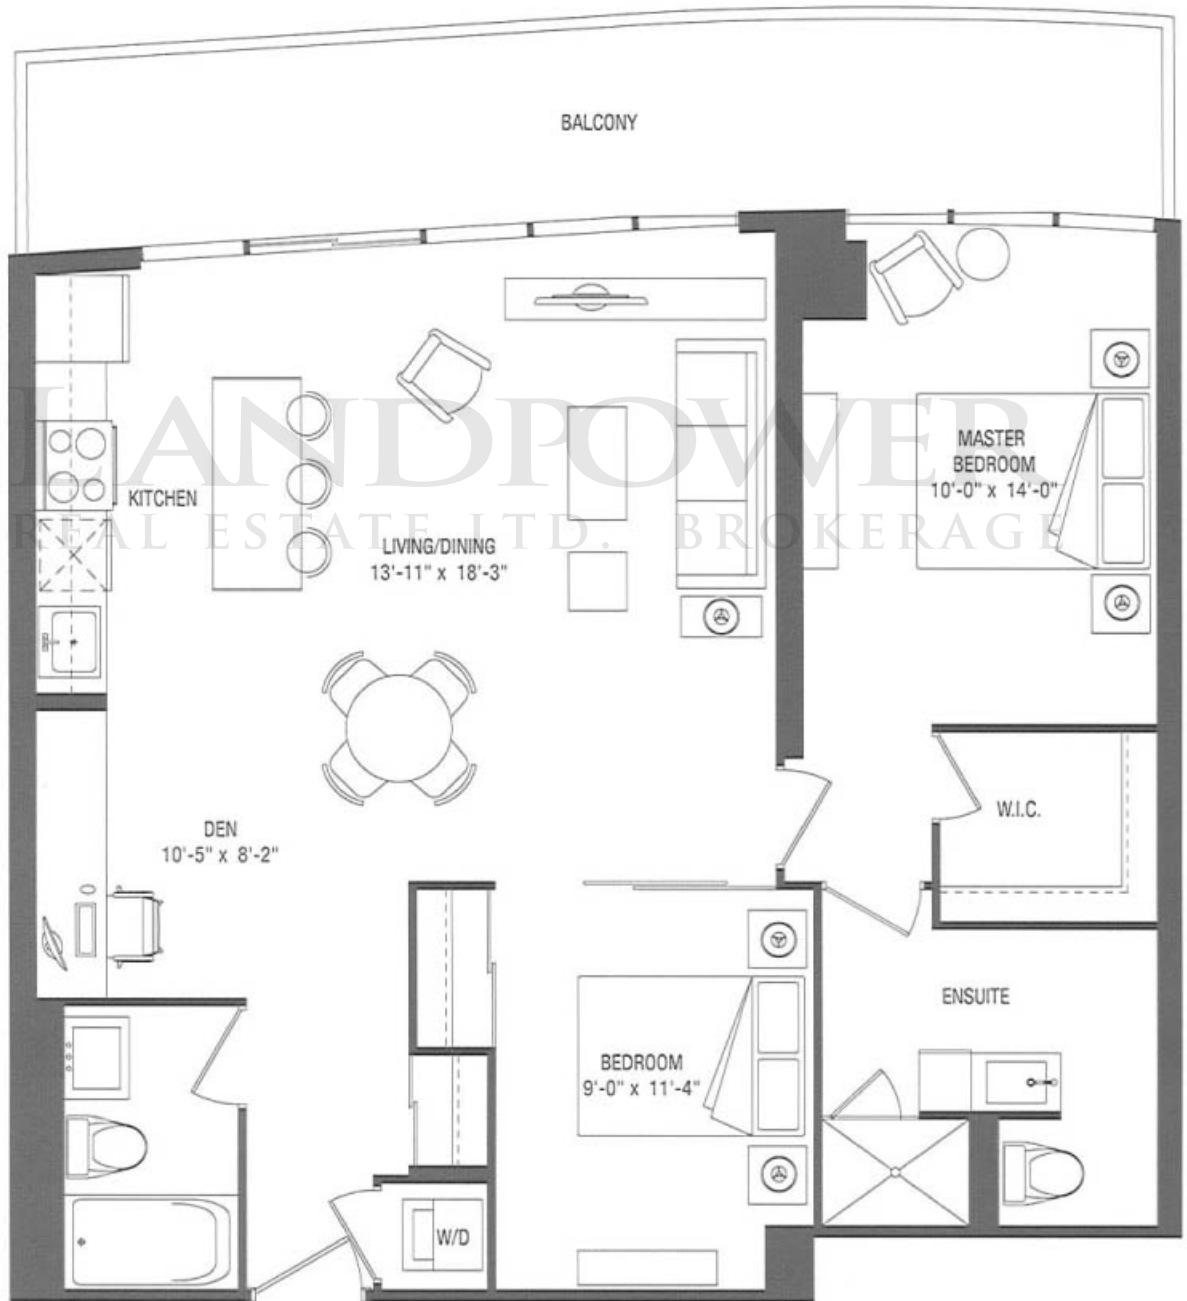 BALCONY
LANDPOWER
REAL ESTATE LTD. BROKERAGE
KITCHEN
LIVING/DINING
13'-11" x 18'-3"
MASTER
BEDROOM
10'-0" x 14'-0"
W.I.C.
DEN
10'-5" x 8'-2"
ENSUITE
BEDROOM
9'-0" x 11'-4"
W/D